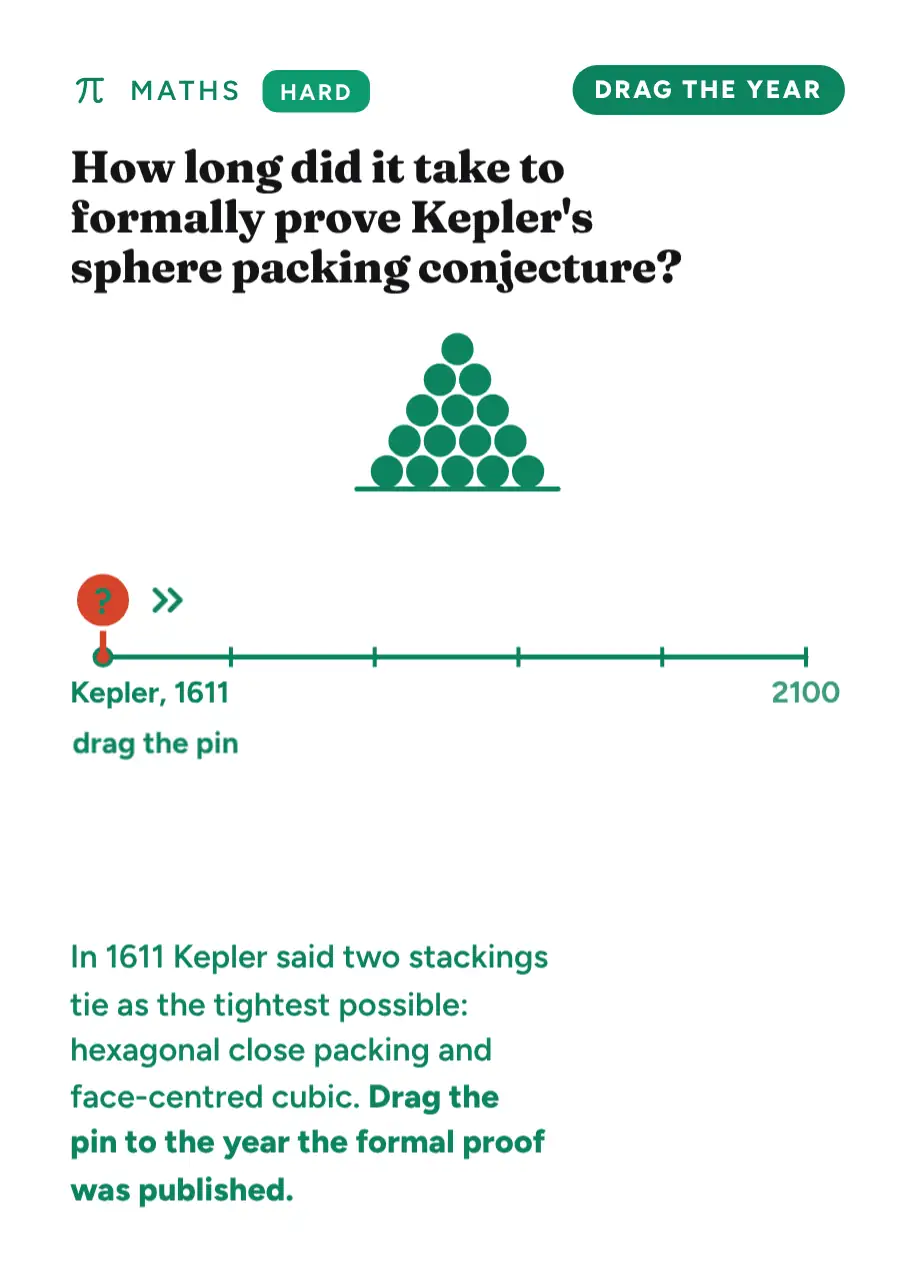 π MATHS HARD DRAG THE YEAR
How long did it take to
formally prove Kepler's
sphere packing conjecture?
?
Kepler, 1611 2100
drag the pin
In 1611 Kepler said two stackings
tie as the tightest possible:
hexagonal close packing and
face-centred cubic. Drag the
pin to the year the formal proof
was published.